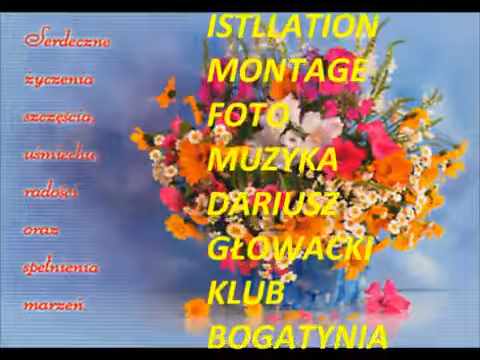 Serdeczne
życzenia
szczęścia,
uśmiechu,
radości
oraz
spełnienia
marzeń.
ISTLLATION
MONTAGE
FOTO
MUZYKA
DARIUSZ
GŁOWACKI
KLUB
BOGATYNIA